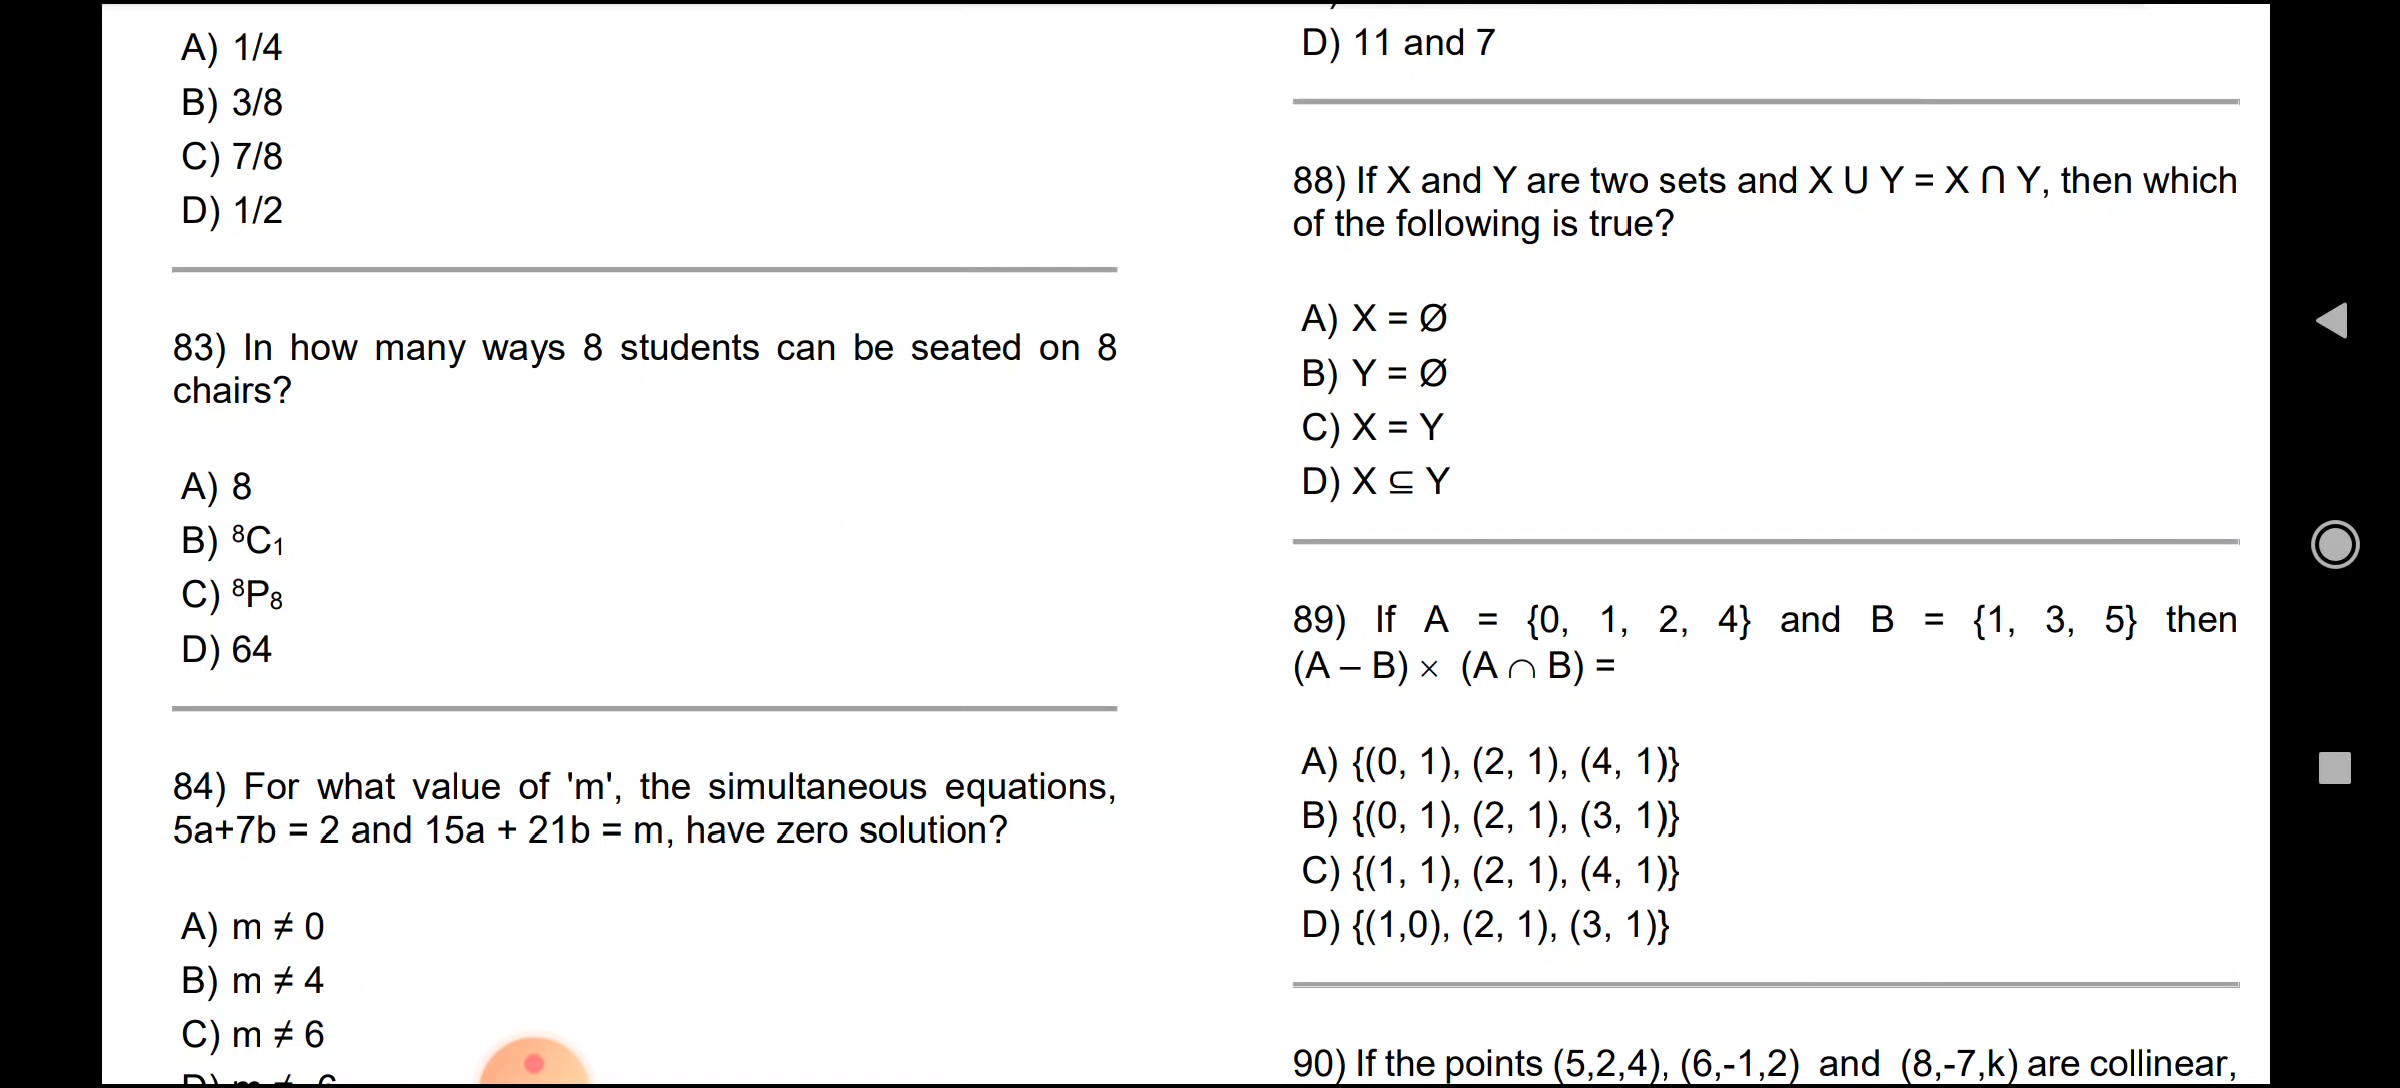 A) 1/4
B) 3/8
C) 7/8
D) 1/2
83) In how many ways 8 students can be seated on 8
chairs?
A) 8
B) ⁸C₁
C) ⁸P₈
D) 64
84) For what value of 'm', the simultaneous equations,
5a+7b = 2 and 15a + 21b = m, have zero solution?
A) m ≠ 0
B) m ≠ 4
C) m ≠ 6
D) 11 and 7
88) If X and Y are two sets and X U Y = X ∩ Y, then which
of the following is true?
A) X = Ø
B) Y = Ø
C) X = Y
D) X ⊆ Y
89) If A = {0, 1, 2, 4} and B = {1, 3, 5} then
(A – B) × (A ∩ B) =
A) {(0, 1), (2, 1), (4, 1)}
B) {(0, 1), (2, 1), (3, 1)}
C) {(1, 1), (2, 1), (4, 1)}
D) {(1,0), (2, 1), (3, 1)}
90) If the points (5,2,4), (6,-1,2) and (8,-7,k) are collinear,